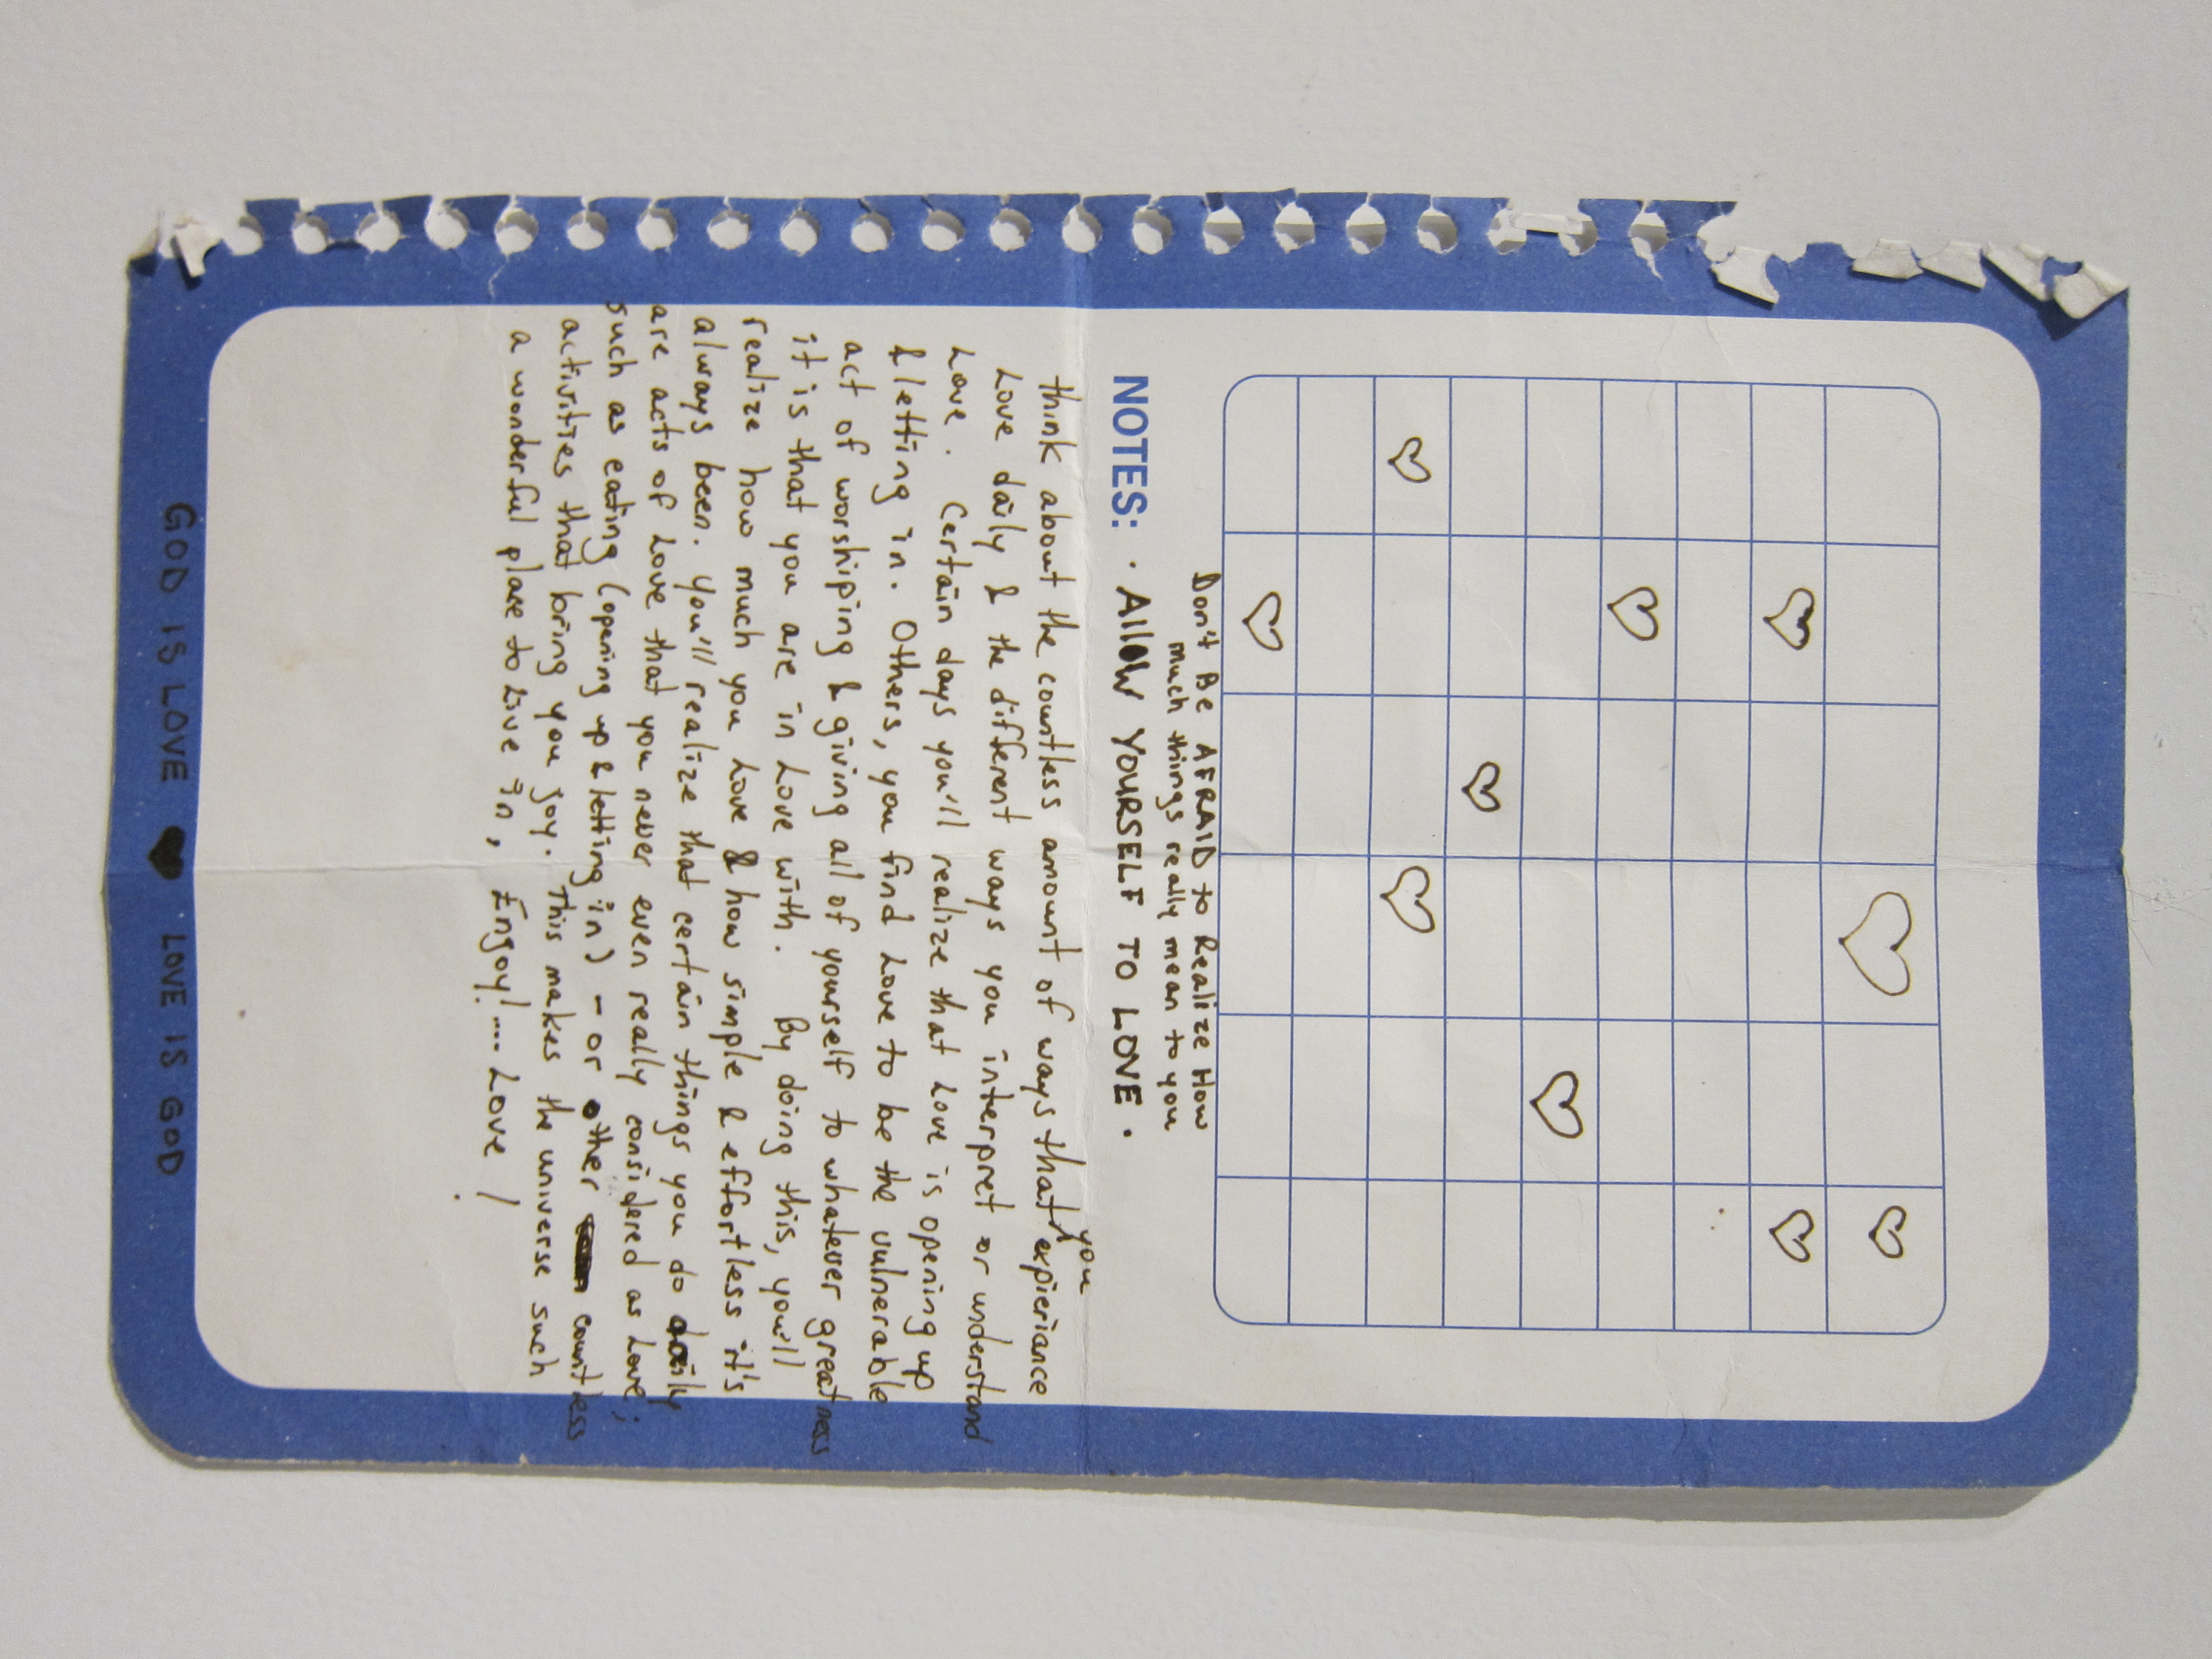 Don't Be AFRAID to Realize How
much things really mean to you
NOTES: · AllOW YOURSELF TO LOVE ·
you
think about the countless amount of ways that expieriance
Love daily & the different ways you interpret or understand
Love. Certain days you'll realize that Love is opening up
& letting in. Others, you find Love to be the vulnerable
act of worshiping & giving all of yourself to whatever greatness
it is that you are in Love with. By doing this, you'll
realize how much you Love & how simple & effortless it's
always been. You'll realize that certain things you do daily
are acts of Love that you never even really considered as Love;
such as eating (opening up & letting in) - or other countless
activities that bring you joy. This makes the universe such
a wonderful place to Live in, Enjoy!.... Love !
GOD IS LOVE ♥ LOVE IS GOD